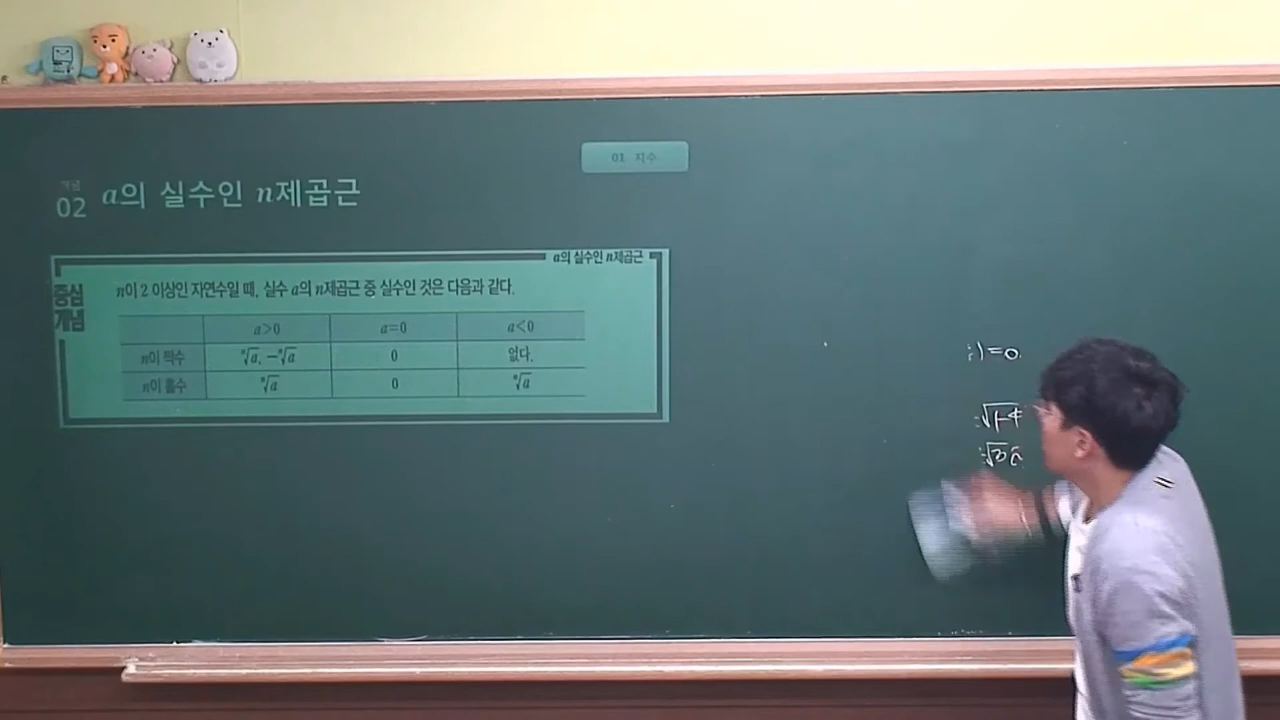 01 지수
개념
02 a의 실수인 n제곱근
a의 실수인 n제곱근
중심
개념
n이 2 이상인 자연수일 때, 실수 a의 n제곱근 중 실수인 것은 다음과 같다.
a>0 a=0 a<0
n이 짝수 ⁿ√a, −ⁿ√a 0 없다.
n이 홀수 ⁿ√a 0 ⁿ√a
)=0
√1-4